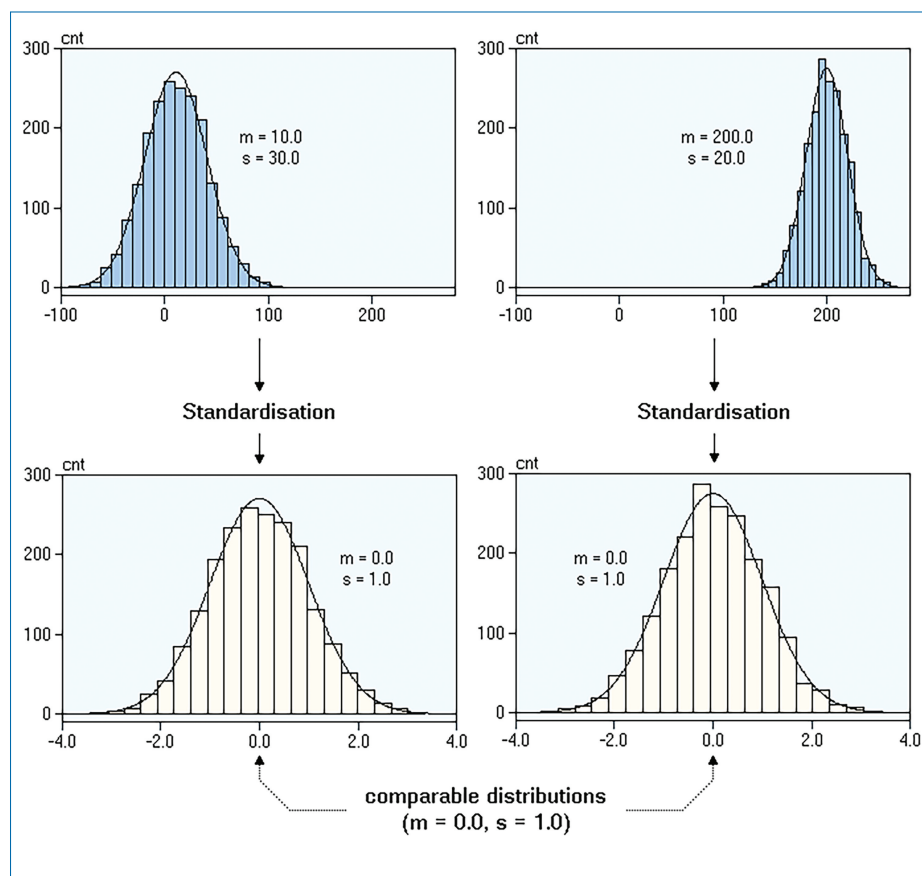 cnt
300
200
100
0
-100
0
100
200
m = 10.0
s = 30.0
cnt
300
200
100
0
-100
0
100
200
m = 200.0
s = 20.0
Standardisation
Standardisation
cnt
300
200
100
0
-4.0
-2.0
0.0
2.0
4.0
m = 0.0
s = 1.0
cnt
300
200
100
0
-4.0
-2.0
0.0
2.0
4.0
m = 0.0
s = 1.0
comparable distributions
(m = 0.0, s = 1.0)